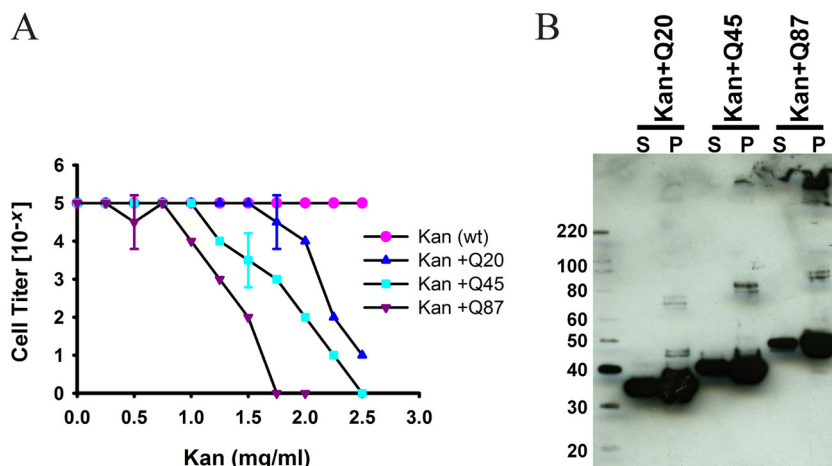 A
Cell Titer [10-x]
6
5
4
3
2
1
0
0.0 0.5 1.0 1.5 2.0 2.5 3.0
Kan (mg/ml)
Kan (wt)
Kan +Q20
Kan +Q45
Kan +Q87
B
Kan+Q20 Kan+Q45 Kan+Q87
S P S P S P
220
100
80
60
50
40
30
20